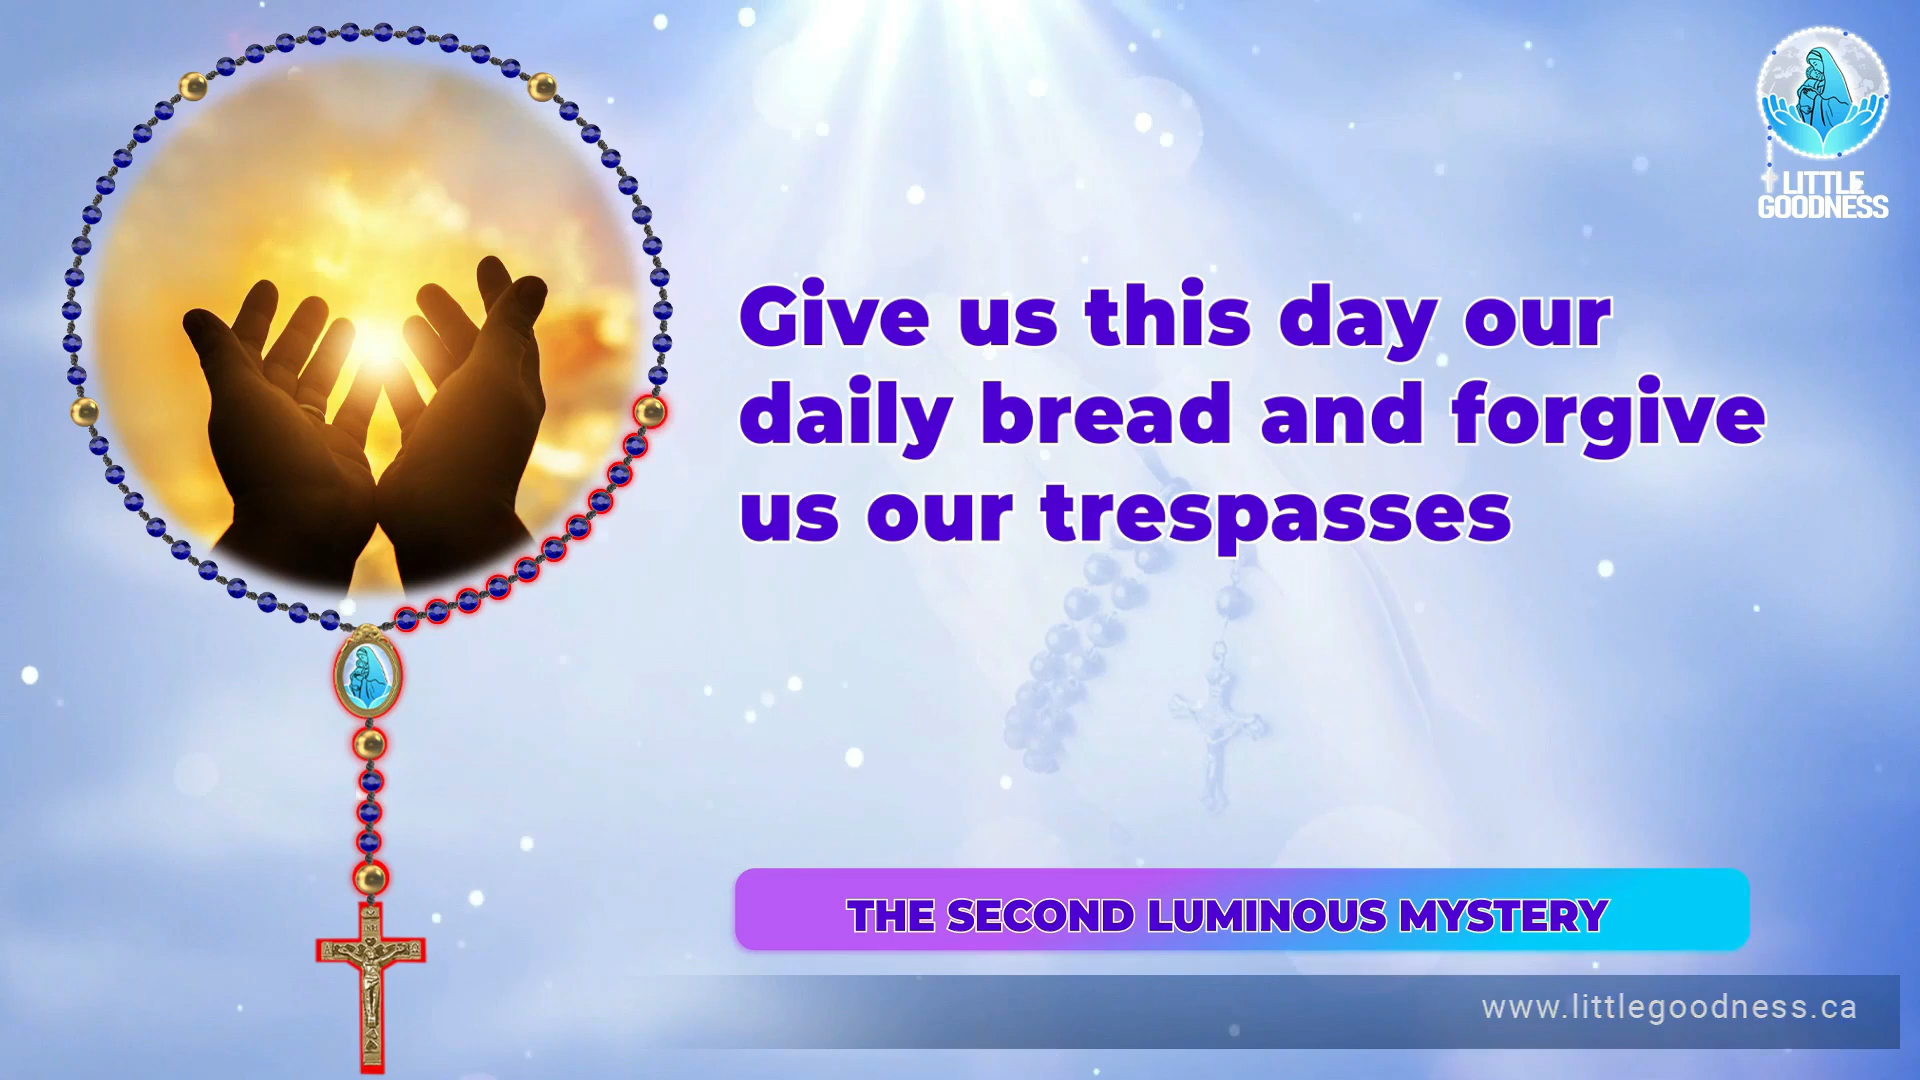 LITTLE
GOODNESS
Give us this day our
daily bread and forgive
us our trespasses
THE SECOND LUMINOUS MYSTERY
www.littlegoodness.ca